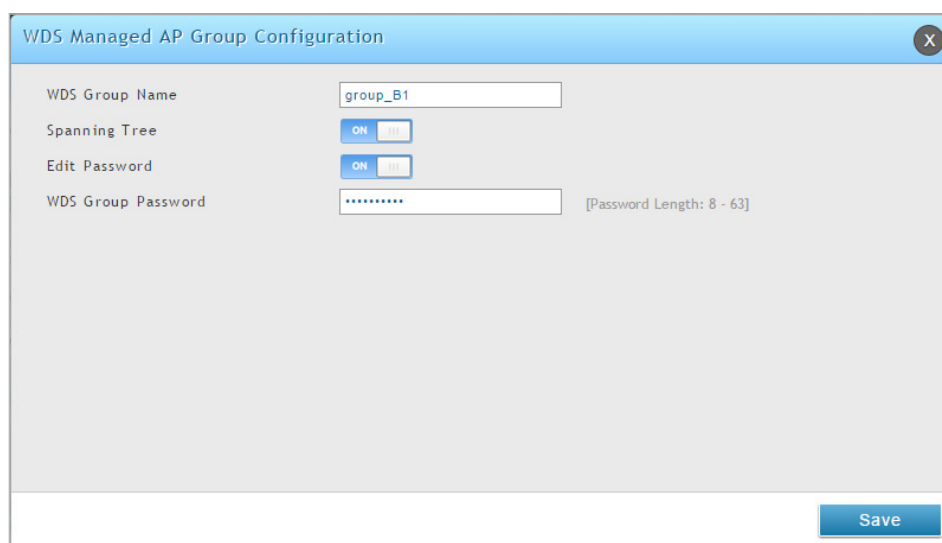 WDS Managed AP Group Configuration
X
WDS Group Name group_B1
Spanning Tree ON
Edit Password ON
WDS Group Password •••••••••• [Password Length: 8 - 63]
Save